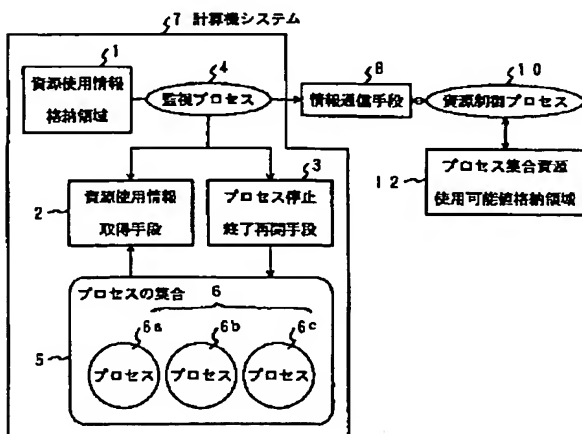 7 計算機システム
1
資源使用情報
格納領域
4
監視プロセス
8
情報通信手段
10
資源制御プロセス
12
プロセス集合資源
使用可能値格納領域
2
資源使用情報
取得手段
3
プロセス停止
終了再開手段
5
プロセスの集合 6
6a
プロセス
6b
プロセス
6c
プロセス